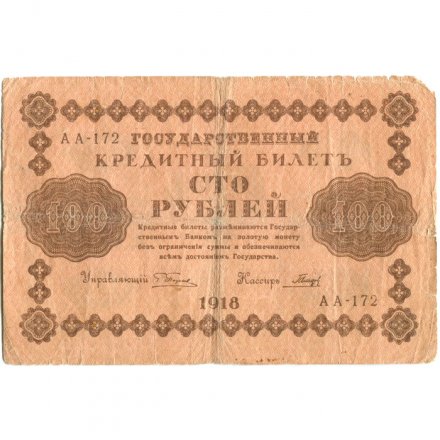 АА-172 ГОСУДАРСТВЕННЫЙ
КРЕДИТНЫЙ БИЛЕТЪ
СТО
РУБЛЕЙ
100 100
Кредитные билеты размѣниваются Государ-
ственнымъ Банкомъ на золотую монету
безъ ограниченія суммы и обезпечиваются
всѣмъ достояніемъ Государства.
Управляющій Кассиръ
1918
АА-172